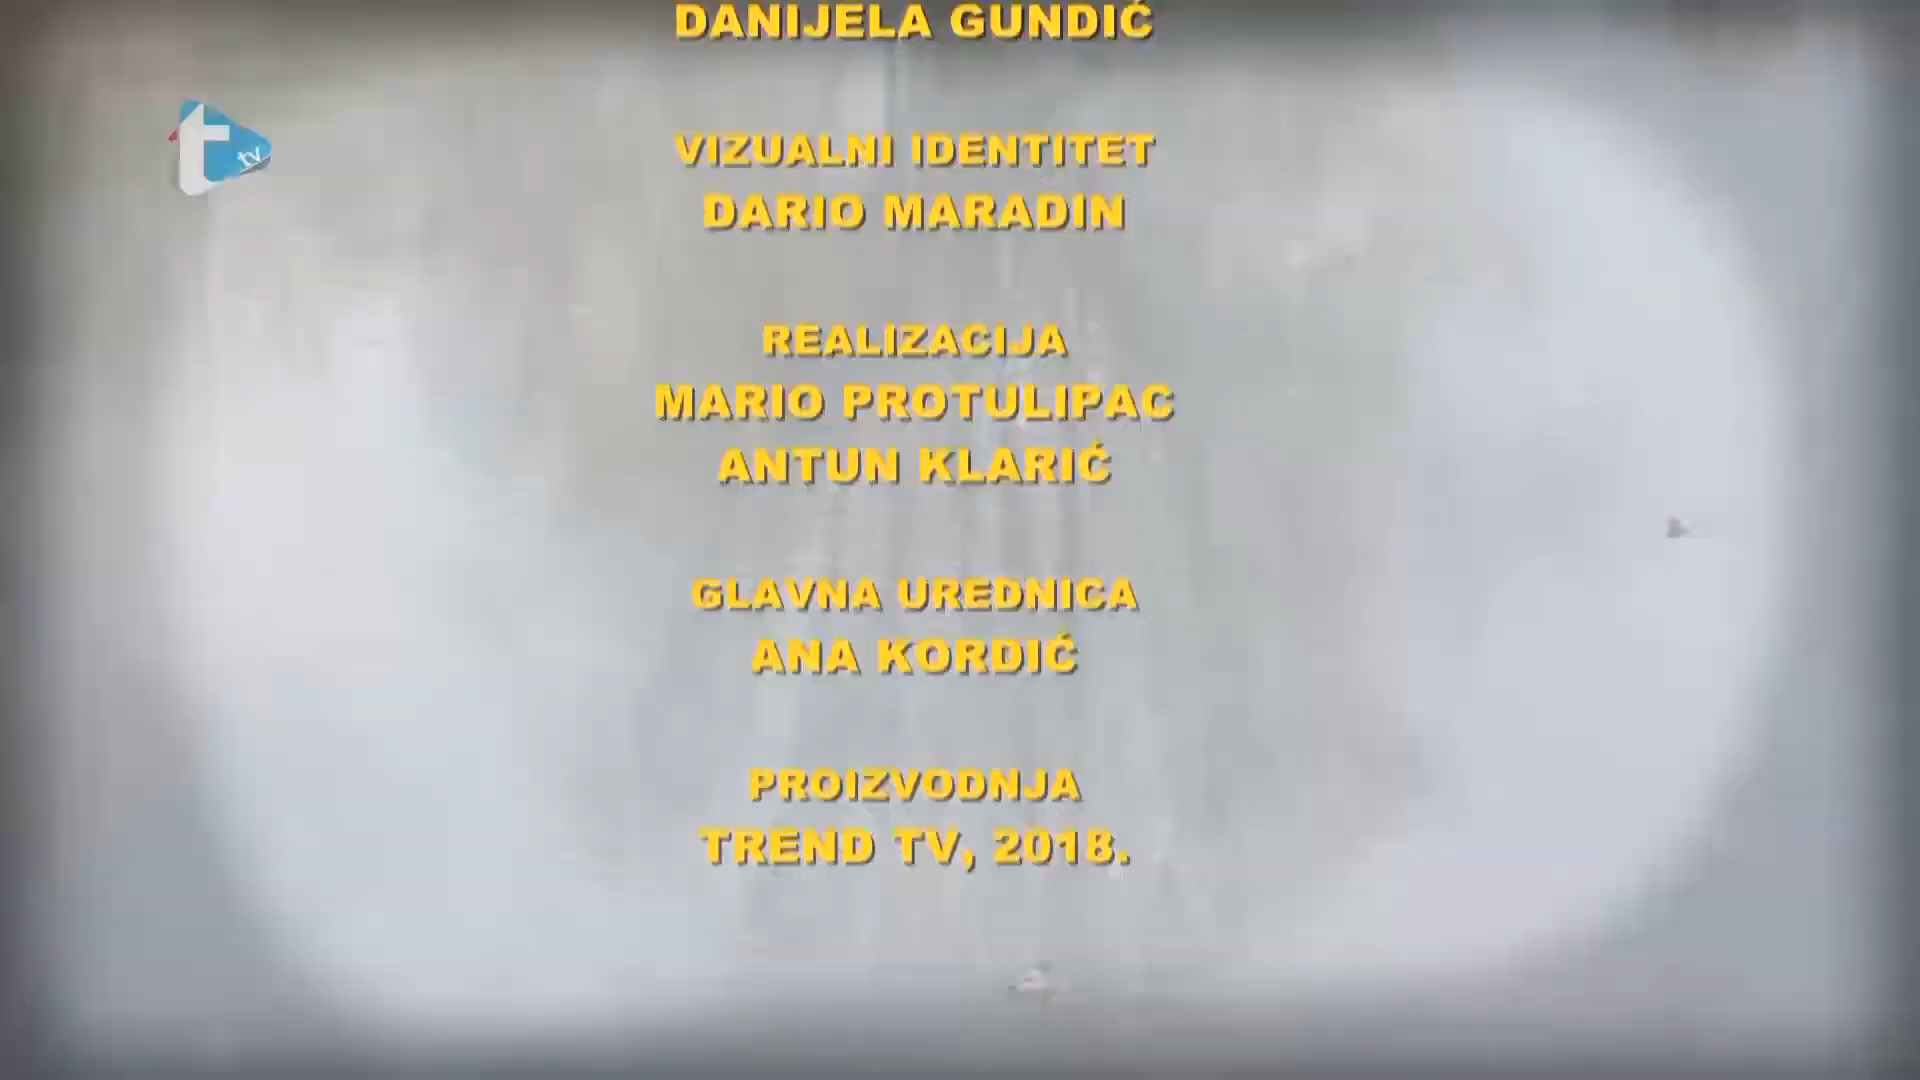 DANIJELA GUNDIĆ
t tv
VIZUALNI IDENTITET
DARIO MARADIN
REALIZACIJA
MARIO PROTULIPAC
ANTUN KLARIĆ
GLAVNA UREDNICA
ANA KORDIĆ
PROIZVODNJA
TREND TV, 2018.